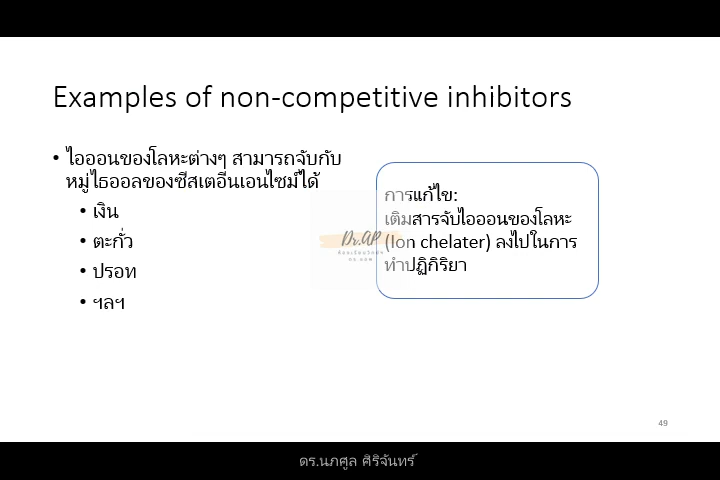 Examples of non-competitive inhibitors
• ไอออนของโลหะต่างๆ สามารถจับกับ
หมู่ไธออลของซีสเตอีนเอนไซม์ได้
• เงิน
• ตะกั่ว
• ปรอท
• ฯลฯ
การแก้ไข:
เติมสารจับไอออนของโลหะ
(Ion chelater) ลงไปในการ
ทำปฏิกิริยา
Dr.AP
49
ดร.นภศูล ศิริจันทร์